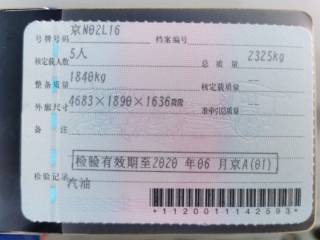 号牌号码 京N02L16 档案编号
核定载人数 5人 总质量 2325kg
整备质量 1840kg 核定载质量 --
外廓尺寸 4683×1890×1636mm 准牵引总质量 --
备注
检验有效期至2020 年 06 月京A(01)
检验记录 汽油
*1120011142593*